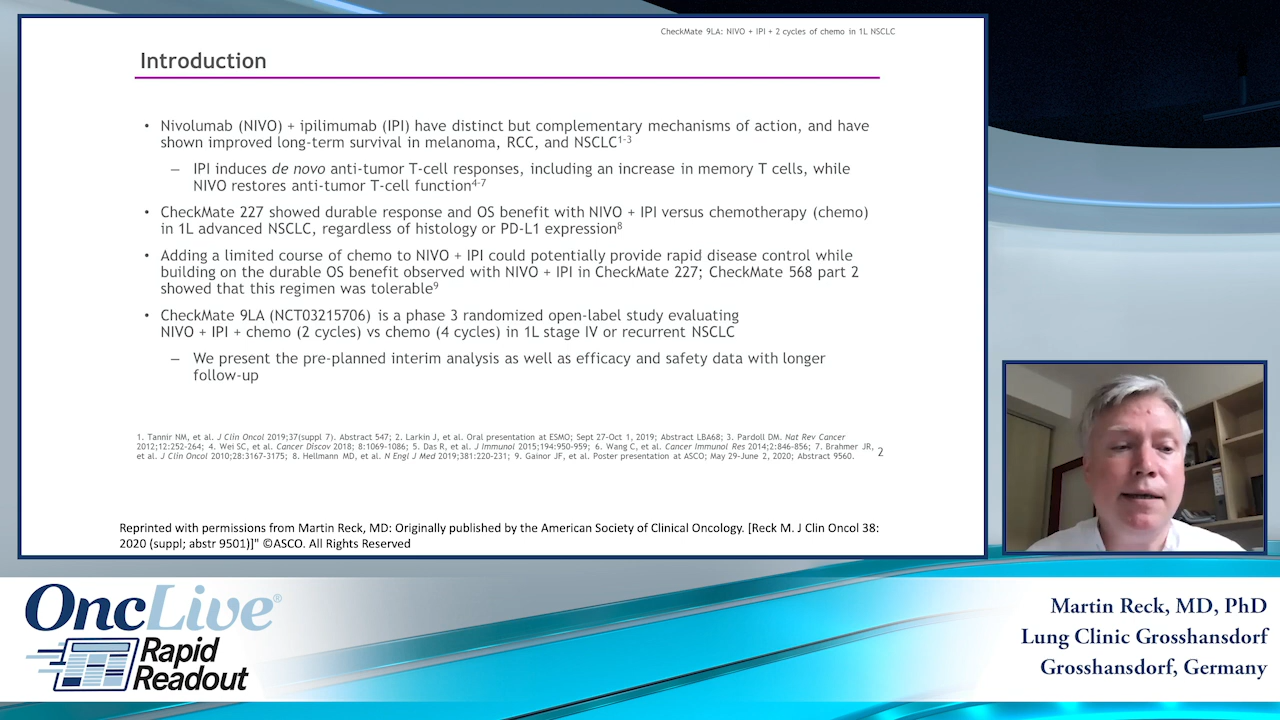 CheckMate 9LA: NIVO + IPI + 2 cycles of chemo in 1L NSCLC
Introduction
• Nivolumab (NIVO) + ipilimumab (IPI) have distinct but complementary mechanisms of action, and have
shown improved long-term survival in melanoma, RCC, and NSCLC1-3
– IPI induces de novo anti-tumor T-cell responses, including an increase in memory T cells, while
NIVO restores anti-tumor T-cell function4-7
• CheckMate 227 showed durable response and OS benefit with NIVO + IPI versus chemotherapy (chemo)
in 1L advanced NSCLC, regardless of histology or PD-L1 expression8
• Adding a limited course of chemo to NIVO + IPI could potentially provide rapid disease control while
building on the durable OS benefit observed with NIVO + IPI in CheckMate 227; CheckMate 568 part 2
showed that this regimen was tolerable9
• CheckMate 9LA (NCT03215706) is a phase 3 randomized open-label study evaluating
NIVO + IPI + chemo (2 cycles) vs chemo (4 cycles) in 1L stage IV or recurrent NSCLC
– We present the pre-planned interim analysis as well as efficacy and safety data with longer
follow-up
1. Tannir NM, et al. J Clin Oncol 2019;37(suppl 7). Abstract 547; 2. Larkin J, et al. Oral presentation at ESMO; Sept 27-Oct 1, 2019; Abstract LBA68; 3. Pardoll DM. Nat Rev Cancer
2012;12:252-264; 4. Wei SC, et al. Cancer Discov 2018; 8:1069-1086; 5. Das R, et al. J Immunol 2015;194:950-959; 6. Wang C, et al. Cancer Immunol Res 2014;2:846-856; 7. Brahmer JR,
et al. J Clin Oncol 2010;28:3167-3175; 8. Hellmann MD, et al. N Engl J Med 2019;381:220-231; 9. Gainor JF, et al. Poster presentation at ASCO; May 29-June 2, 2020; Abstract 9560.
2
Reprinted with permissions from Martin Reck, MD: Originally published by the American Society of Clinical Oncology. [Reck M. J Clin Oncol 38:
2020 (suppl; abstr 9501)]" ©ASCO. All Rights Reserved
OncLive®
Rapid
Readout
Martin Reck, MD, PhD
Lung Clinic Grosshansdorf
Grosshansdorf, Germany